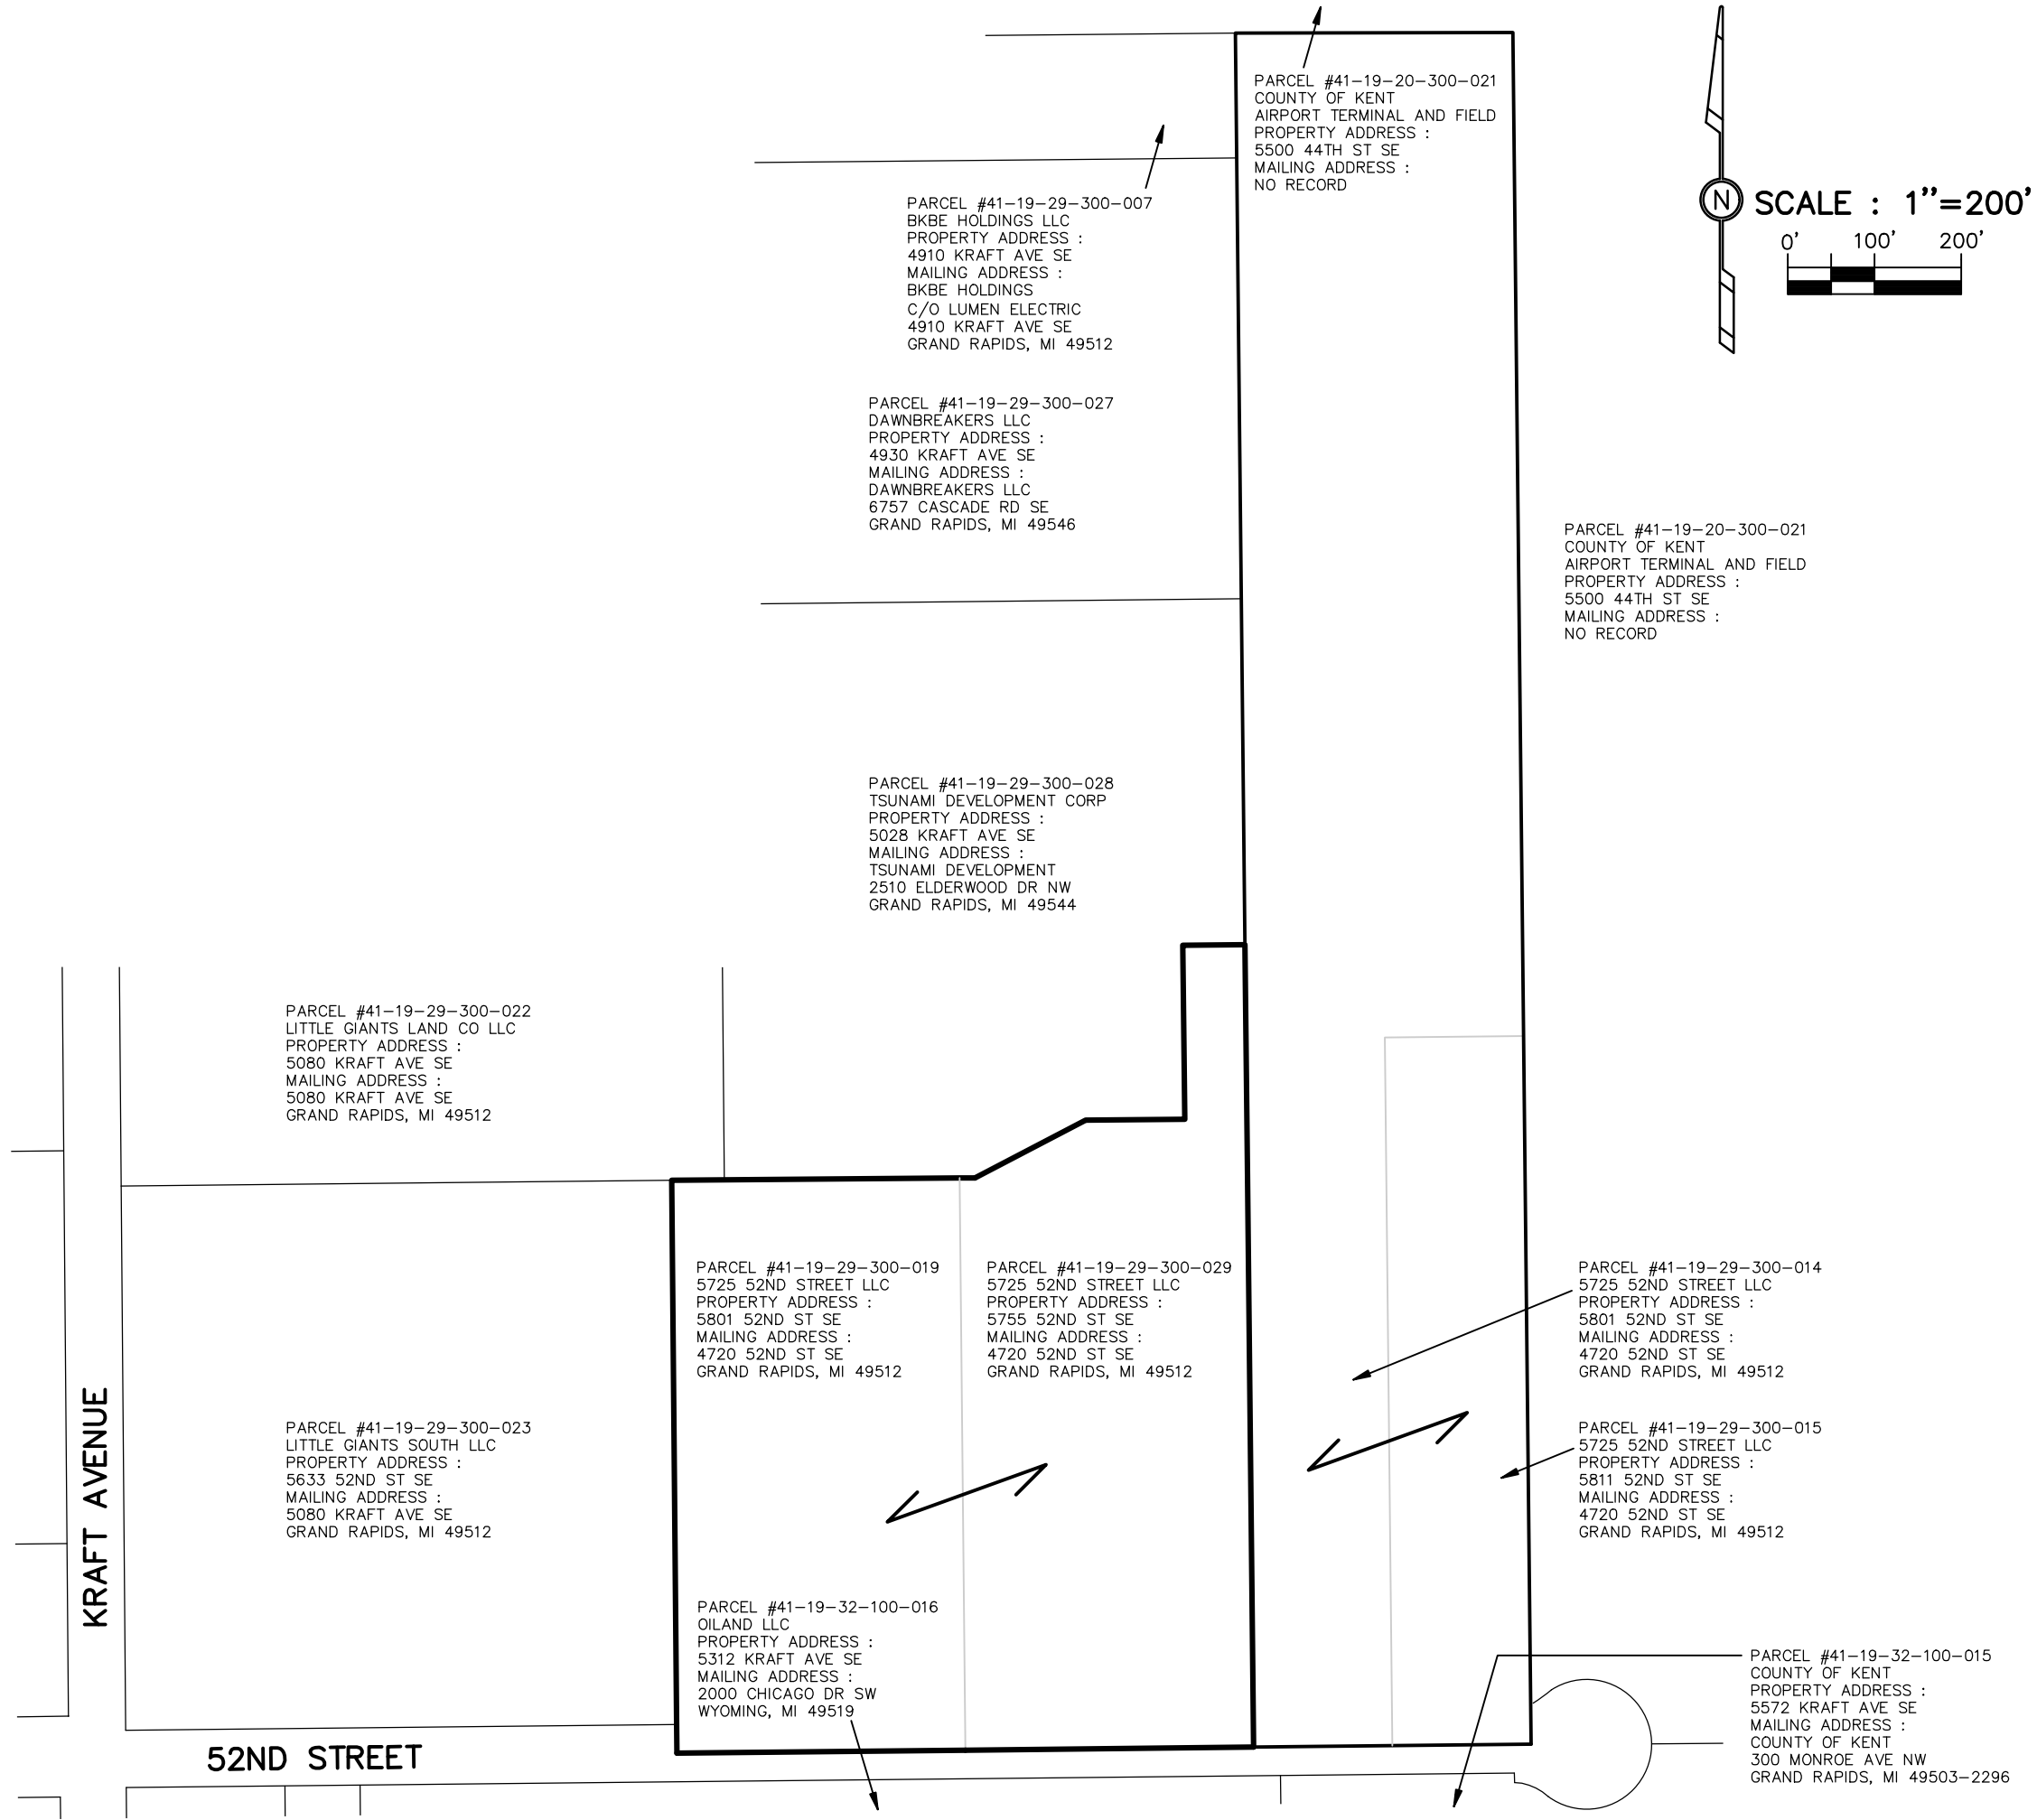 PARCEL #41-19-20-300-021
COUNTY OF KENT
AIRPORT TERMINAL AND FIELD
PROPERTY ADDRESS :
5500 44TH ST SE
MAILING ADDRESS :
NO RECORD
N
SCALE : 1"=200'
0' 100' 200'
PARCEL #41-19-29-300-007
BKBE HOLDINGS LLC
PROPERTY ADDRESS :
4910 KRAFT AVE SE
MAILING ADDRESS :
BKBE HOLDINGS
C/O LUMEN ELECTRIC
4910 KRAFT AVE SE
GRAND RAPIDS, MI 49512
PARCEL #41-19-29-300-027
DAWNBREAKERS LLC
PROPERTY ADDRESS :
4930 KRAFT AVE SE
MAILING ADDRESS :
DAWNBREAKERS LLC
6757 CASCADE RD SE
GRAND RAPIDS, MI 49546
PARCEL #41-19-20-300-021
COUNTY OF KENT
AIRPORT TERMINAL AND FIELD
PROPERTY ADDRESS :
5500 44TH ST SE
MAILING ADDRESS :
NO RECORD
PARCEL #41-19-29-300-028
TSUNAMI DEVELOPMENT CORP
PROPERTY ADDRESS :
5028 KRAFT AVE SE
MAILING ADDRESS :
TSUNAMI DEVELOPMENT
2510 ELDERWOOD DR NW
GRAND RAPIDS, MI 49544
PARCEL #41-19-29-300-022
LITTLE GIANTS LAND CO LLC
PROPERTY ADDRESS :
5080 KRAFT AVE SE
MAILING ADDRESS :
5080 KRAFT AVE SE
GRAND RAPIDS, MI 49512
PARCEL #41-19-29-300-019
5725 52ND STREET LLC
PROPERTY ADDRESS :
5801 52ND ST SE
MAILING ADDRESS :
4720 52ND ST SE
GRAND RAPIDS, MI 49512
PARCEL #41-19-29-300-029
5725 52ND STREET LLC
PROPERTY ADDRESS :
5755 52ND ST SE
MAILING ADDRESS :
4720 52ND ST SE
GRAND RAPIDS, MI 49512
PARCEL #41-19-29-300-014
5725 52ND STREET LLC
PROPERTY ADDRESS :
5801 52ND ST SE
MAILING ADDRESS :
4720 52ND ST SE
GRAND RAPIDS, MI 49512
KRAFT AVENUE
PARCEL #41-19-29-300-023
LITTLE GIANTS SOUTH LLC
PROPERTY ADDRESS :
5633 52ND ST SE
MAILING ADDRESS :
5080 KRAFT AVE SE
GRAND RAPIDS, MI 49512
PARCEL #41-19-29-300-015
5725 52ND STREET LLC
PROPERTY ADDRESS :
5811 52ND ST SE
MAILING ADDRESS :
4720 52ND ST SE
GRAND RAPIDS, MI 49512
PARCEL #41-19-32-100-016
OILAND LLC
PROPERTY ADDRESS :
5312 KRAFT AVE SE
MAILING ADDRESS :
2000 CHICAGO DR SW
WYOMING, MI 49519
PARCEL #41-19-32-100-015
COUNTY OF KENT
PROPERTY ADDRESS :
5572 KRAFT AVE SE
MAILING ADDRESS :
COUNTY OF KENT
300 MONROE AVE NW
GRAND RAPIDS, MI 49503-2296
52ND STREET